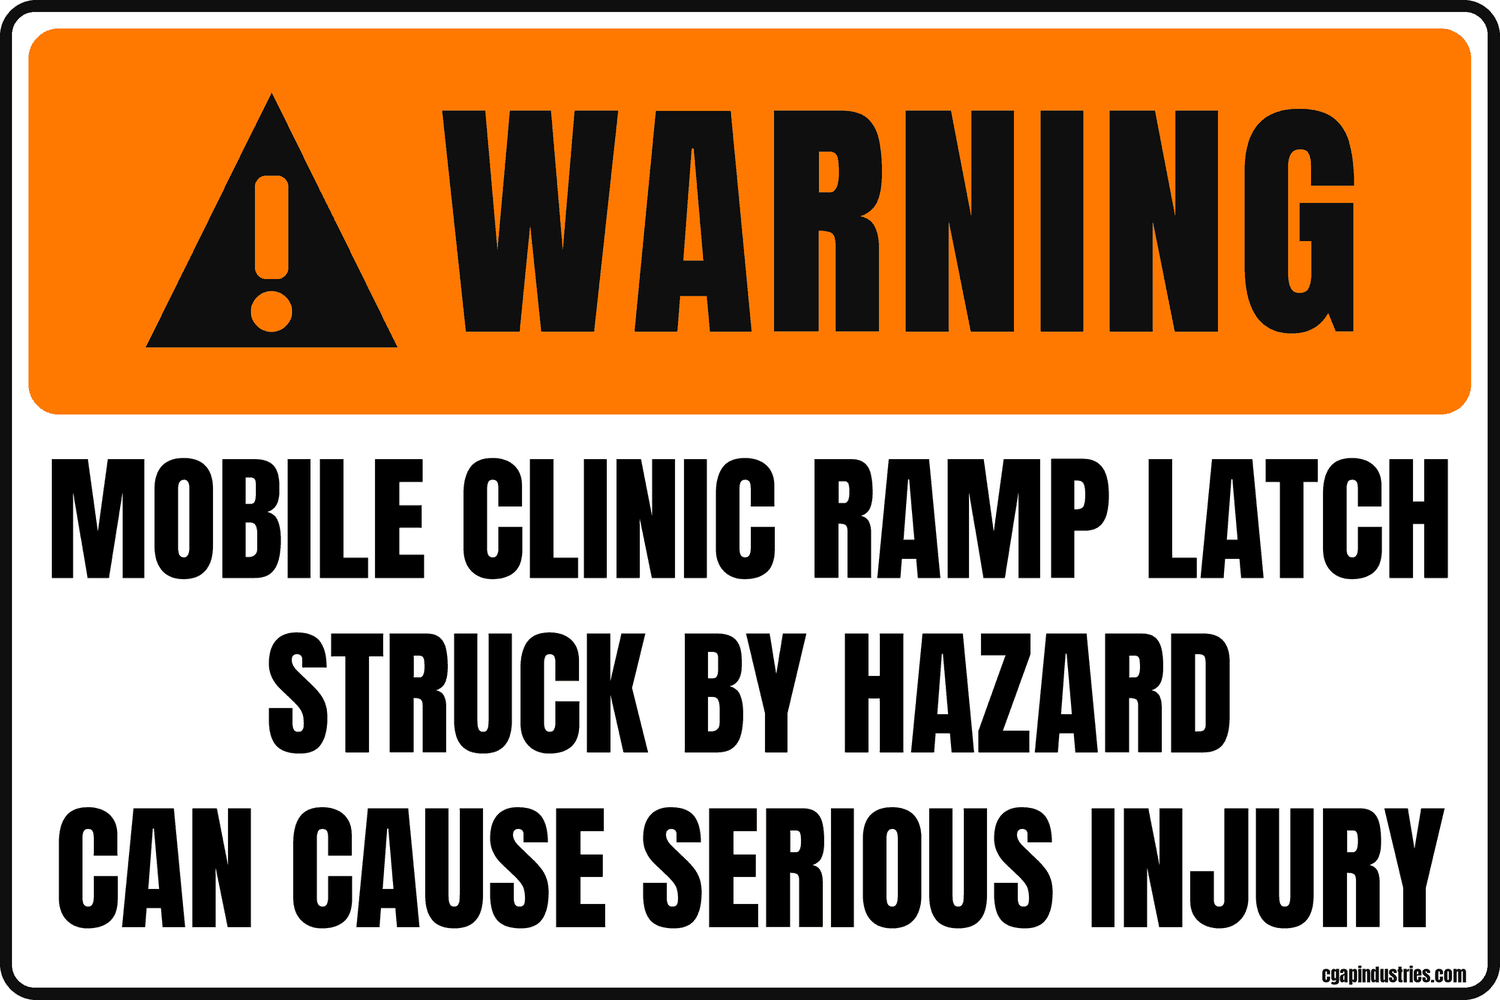 WARNING
MOBILE CLINIC RAMP LATCH
STRUCK BY HAZARD
CAN CAUSE SERIOUS INJURY
cgapindustries.com